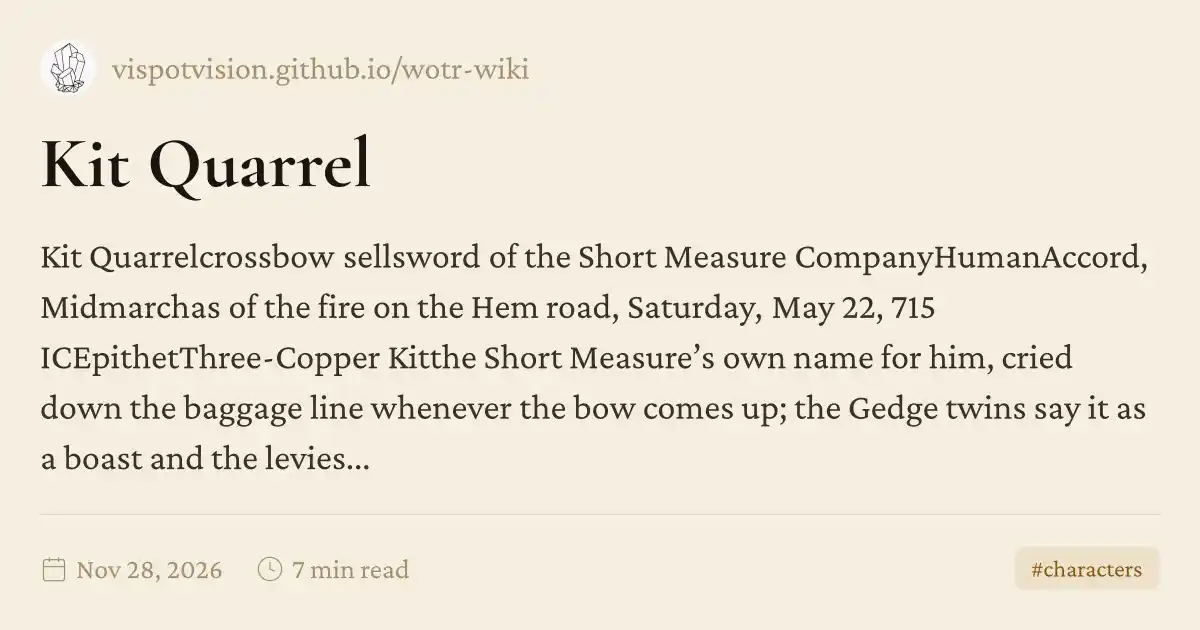 vispotvision.github.io/wotr-wiki
Kit Quarrel
Kit Quarrelcrossbow sellsword of the Short Measure CompanyHumanAccord,
Midmarchas of the fire on the Hem road, Saturday, May 22, 715
ICEpithetThree-Copper Kitthe Short Measure’s own name for him, cried
down the baggage line whenever the bow comes up; the Gedge twins say it as
a boast and the levies...
Nov 28, 2026
7 min read
#characters